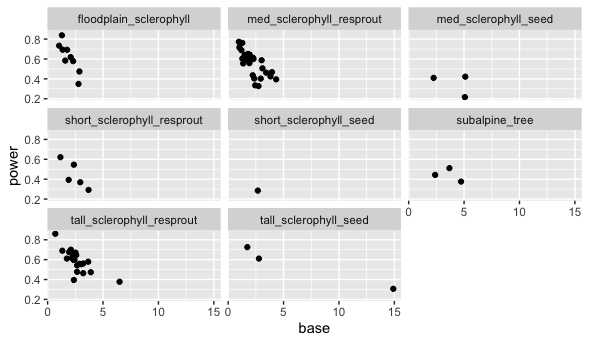 floodplain_sclerophyll med_sclerophyll_resprout med_sclerophyll_seed
0.8
0.6
0.4
0.2
short_sclerophyll_resprout short_sclerophyll_seed subalpine_tree
0.8
0.6
0.4
0.2
0 5 10 15
tall_sclerophyll_resprout tall_sclerophyll_seed
0.8
0.6
0.4
0.2
0 5 10 15 0 5 10 15
power
base